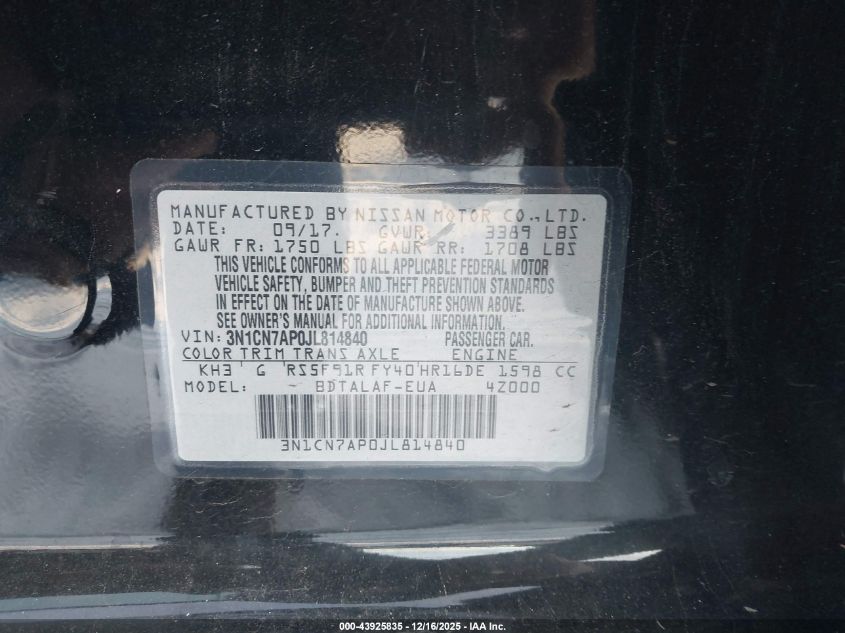 MANUFACTURED BY NISSAN MOTOR CO.,LTD.
DATE: 09/17. GVWR: 3389 LBS
GAWR FR: 1750 LBS GAWR RR: 1708 LBS
THIS VEHICLE CONFORMS TO ALL APPLICABLE FEDERAL MOTOR
VEHICLE SAFETY, BUMPER AND THEFT PREVENTION STANDARDS
IN EFFECT ON THE DATE OF MANUFACTURE SHOWN ABOVE.
SEE OWNER'S MANUAL FOR ADDITIONAL INFORMATION.
VIN: 3N1CN7AP0JL814840 PASSENGER CAR.
COLOR TRIM TRANS AXLE ENGINE
KH3 G RS5F91R FY40 HR16DE 1598 CC
MODEL: - BDTALAF-EUA 4Z000
3N1CN7AP0JL814840
000-43925835 - 12/16/2025 - IAA Inc.